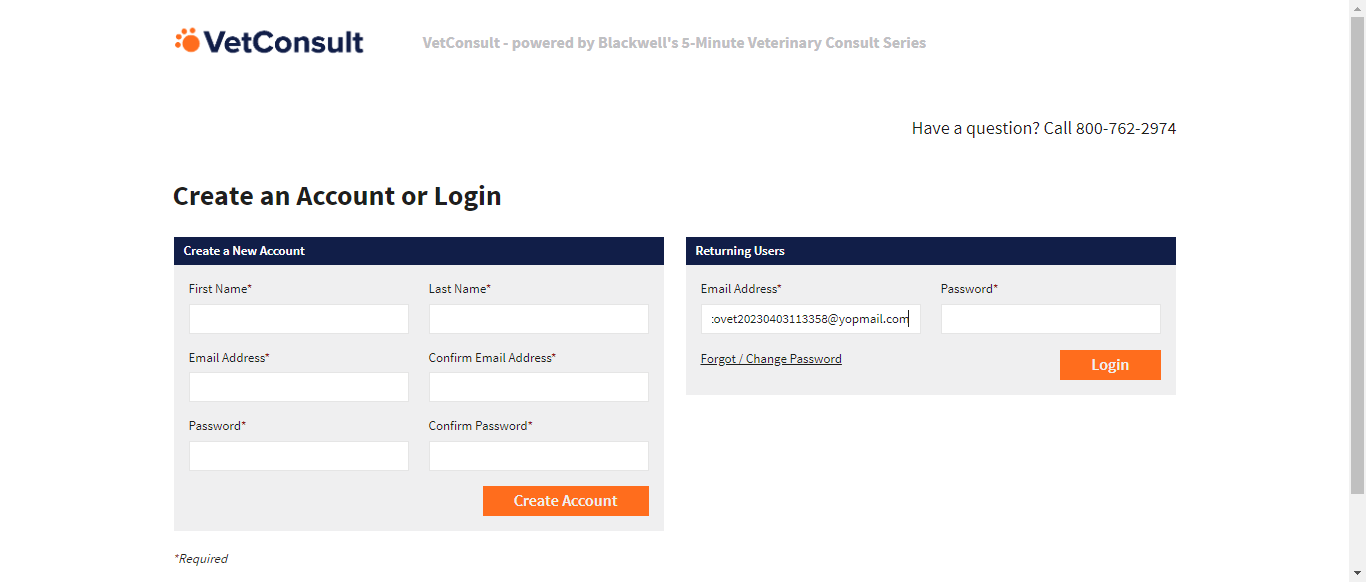 VetConsult
VetConsult - powered by Blackwell's 5-Minute Veterinary Consult Series
Have a question? Call 800-762-2974
Create an Account or Login
Create a New Account
First Name*
Last Name*
Email Address*
Confirm Email Address*
Password*
Confirm Password*
Create Account
*Required
Returning Users
Email Address*
Password*
:ovet20230403113358@yopmail.com
Forgot / Change Password
Login